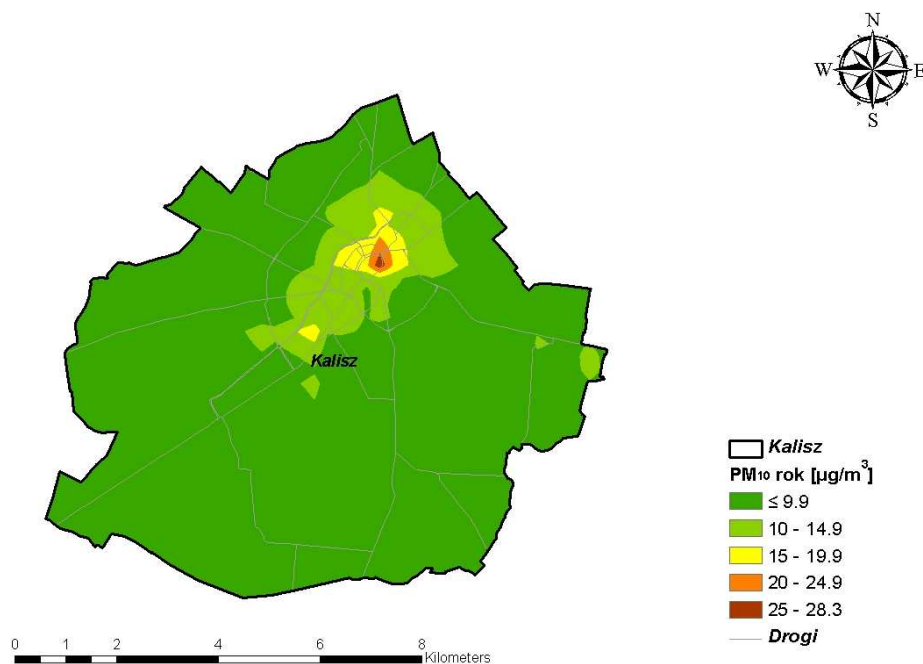 N
W E
S
Kalisz
Kalisz
PM10 rok [µg/m³]
≤ 9.9
10 - 14.9
15 - 19.9
20 - 24.9
25 - 28.3
Drogi
0 1 2 4 6 8
Kilometers